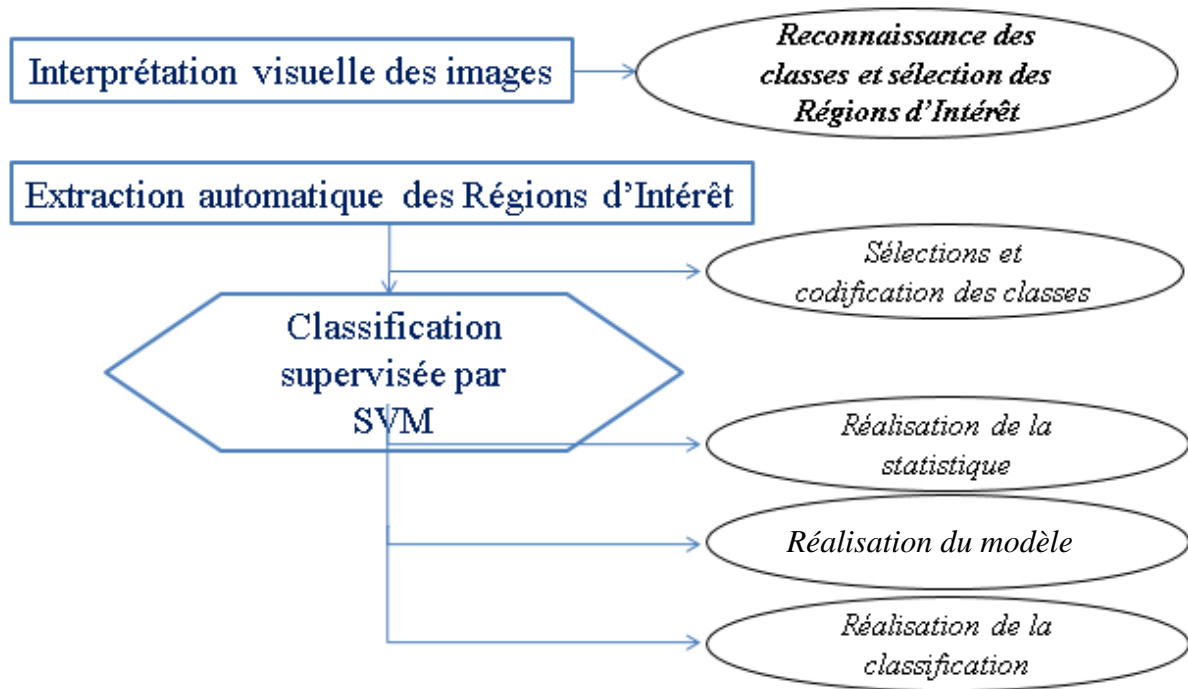 Interprétation visuelle des images
Reconnaissance des
classes et sélection des
Régions d'Intérêt
Extraction automatique des Régions d'Intérêt
Sélections et
codification des classes
Classification
supervisée par
SVM
Réalisation de la
statistique
Réalisation du modèle
Réalisation de la
classification